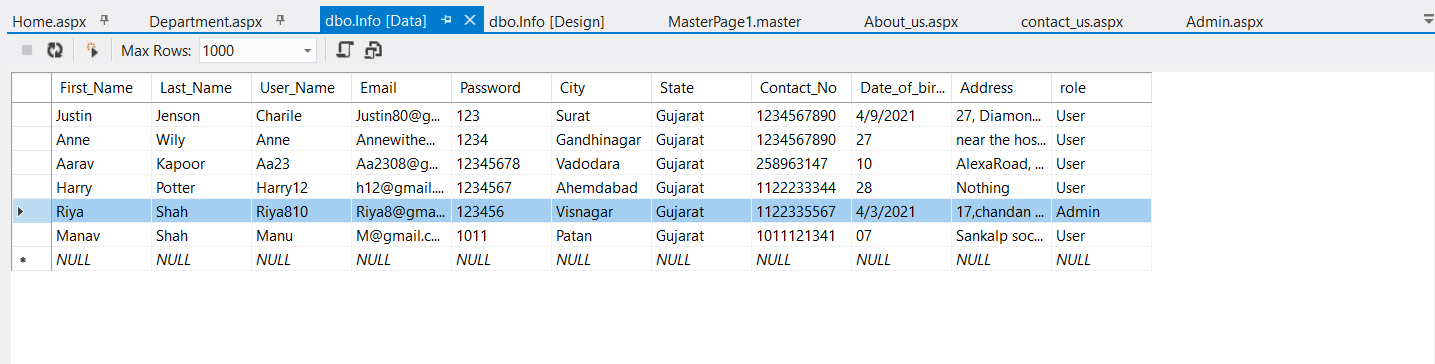 Home.aspx Department.aspx dbo.Info [Data] dbo.Info [Design] MasterPage1.master About_us.aspx contact_us.aspx Admin.aspx
Max Rows: 1000
First_Name Last_Name User_Name Email Password City State Contact_No Date_of_bir... Address role
Justin Jenson Charile Justin80@g... 123 Surat Gujarat 1234567890 4/9/2021 27, Diamon... User
Anne Wily Anne Annewithe... 1234 Gandhinagar Gujarat 1234567890 27 near the hos... User
Aarav Kapoor Aa23 Aa2308@g... 12345678 Vadodara Gujarat 258963147 10 AlexaRoad, ... User
Harry Potter Harry12 h12@gmail.... 1234567 Ahemdabad Gujarat 1122233344 28 Nothing User
Riya Shah Riya810 Riya8@gma... 123456 Visnagar Gujarat 1122335567 4/3/2021 17,chandan ... Admin
Manav Shah Manu M@gmail.c... 1011 Patan Gujarat 1011121341 07 Sankalp soc... User
NULL NULL NULL NULL NULL NULL NULL NULL NULL NULL NULL